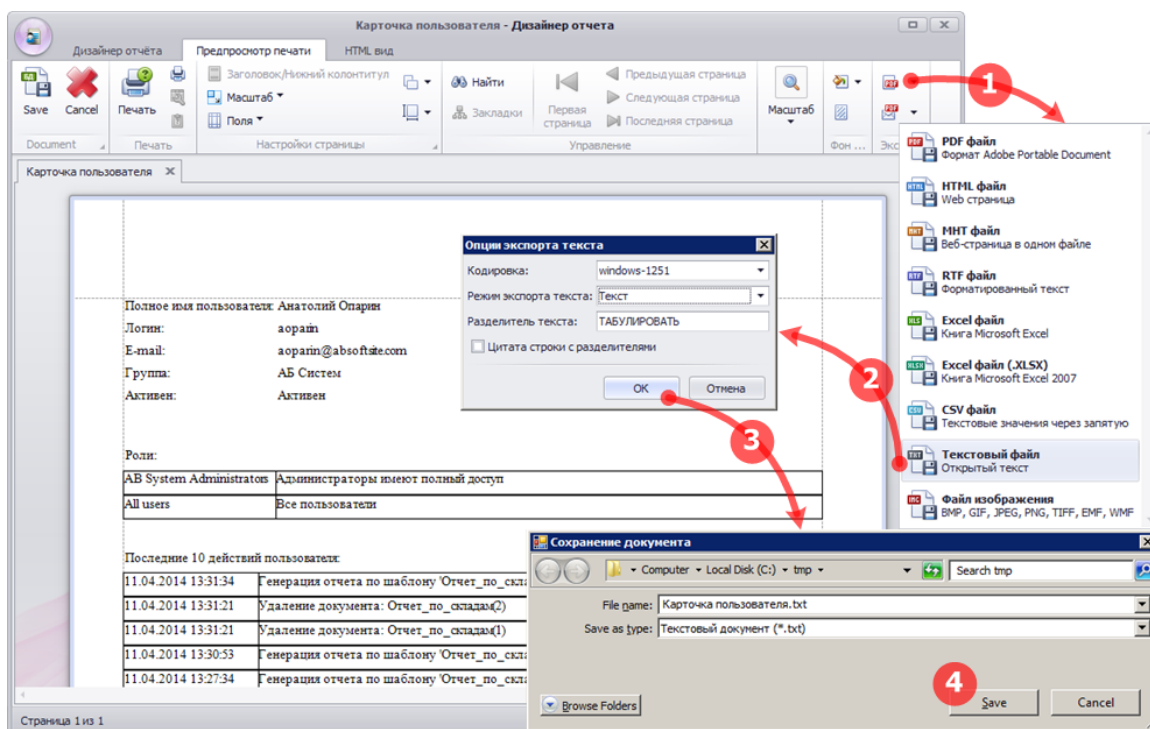 Карточка пользователя - Дизайнер отчета
Дизайнер отчёта
Предпросмотр печати
HTML вид
Save
Cancel
Печать
Заголовок/Нижний колонтитул
Масштаб
Поля
Найти
Закладки
Первая
страница
Предыдущая страница
Следующая страница
Последняя страница
Масштаб
Document
Печать
Настройки страницы
Управление
Фон ...
Экс
1
Карточка пользователя
PDF файл
Формат Adobe Portable Document
HTML файл
Web страница
MHT файл
Веб-страница в одном файле
RTF файл
Форматированный текст
Excel файл
Книга Microsoft Excel
Excel файл (.XLSX)
Книга Microsoft Excel 2007
CSV файл
Текстовые значения через запятую
Текстовый файл
Открытый текст
Файл изображения
BMP, GIF, JPEG, PNG, TIFF, EMF, WMF
2
Опции экспорта текста
Кодировка: windows-1251
Режим экспорта текста: Текст
Разделитель текста: ТАБУЛИРОВАТЬ
Цитата строки с разделителями
OK
Отмена
3
Полное имя пользователя: Анатолий Опарин
Логин: aoparin
E-mail: aoparin@absoftsite.com
Группа: АБ Систем
Активен: Активен
Роли:
AB System Administrators Администраторы имеют полный доступ
All users Все пользователи
Последние 10 действий пользователя:
11.04.2014 13:31:34 Генерация отчета по шаблону 'Отчет_по_скла
11.04.2014 13:31:21 Удаление документа: Отчет_по_складам(2)
11.04.2014 13:31:21 Удаление документа: Отчет_по_складам(1)
11.04.2014 13:30:53 Генерация отчета по шаблону 'Отчет_по_скла
11.04.2014 13:27:34 Генерация отчета по шаблону 'Отчет_по_скла
Страница 1 из 1
Сохранение документа
Computer
Local Disk (C:)
tmp
Search tmp
File name: Карточка пользователя.txt
Save as type: Текстовый документ (*.txt)
Browse Folders
4
Save
Cancel